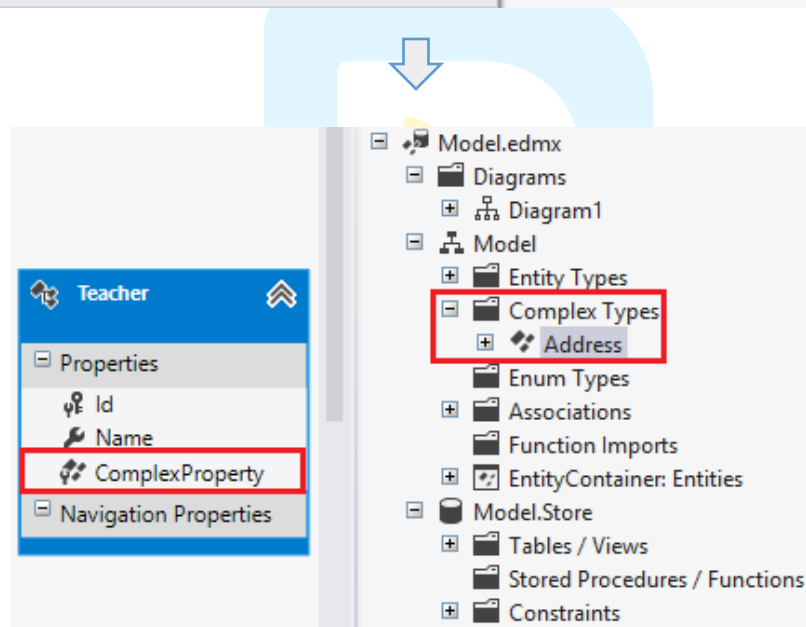 Teacher
Properties
Id
Name
ComplexProperty
Navigation Properties
Model.edmx
Diagrams
Diagram1
Model
Entity Types
Complex Types
Address
Enum Types
Associations
Function Imports
EntityContainer: Entities
Model.Store
Tables / Views
Stored Procedures / Functions
Constraints